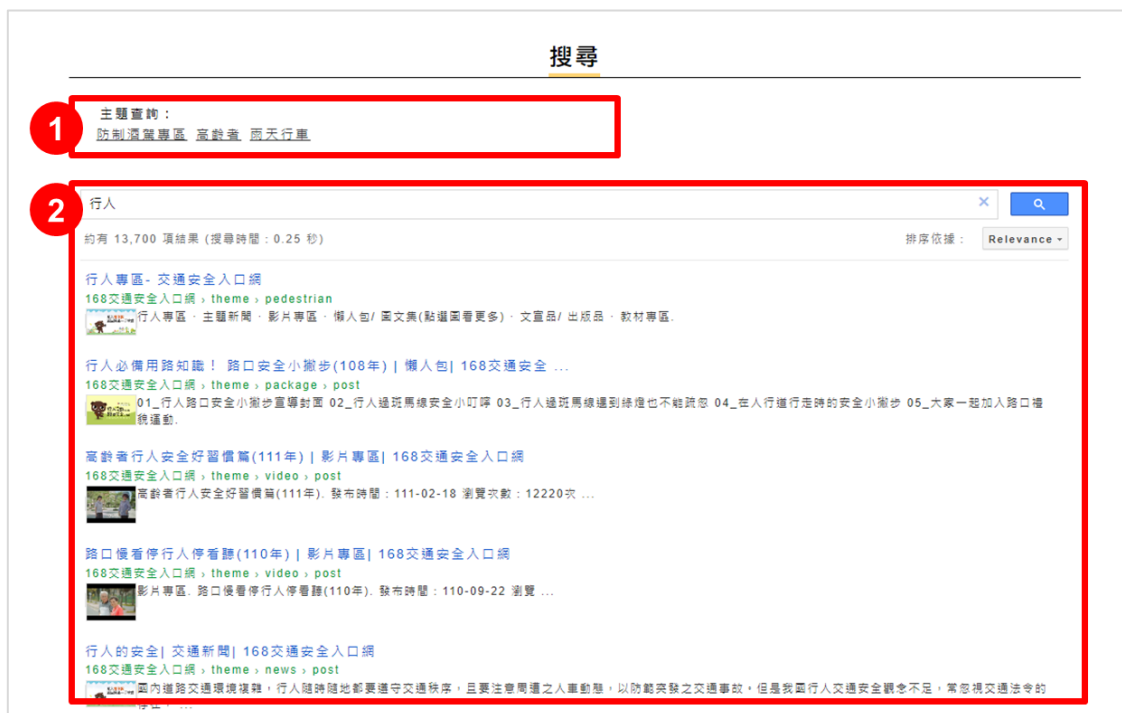 搜尋
1
主題查詢：
防制酒駕專區 高齡者 雨天行車
2
行人
約有 13,700 項結果 (搜尋時間：0.25 秒)
排序依據：
Relevance
行人專區- 交通安全入口網
168交通安全入口網 › theme › pedestrian
行人專區 · 主題新聞 · 影片專區 · 懶人包/ 圖文集(點選圖看更多) · 文宣品/ 出版品 · 教材專區.
行人必備用路知識！ 路口安全小撇步(108年) | 懶人包| 168交通安全 ...
168交通安全入口網 › theme › package › post
01_行人路口安全小撇步宣導封面 02_行人過斑馬線安全小叮嚀 03_行人過斑馬線遇到綠燈也不能疏忽 04_在人行道行走時的安全小撇步 05_大家一起加入路口禮
貌運動.
高齡者行人安全好習慣篇(111年) | 影片專區| 168交通安全入口網
168交通安全入口網 › theme › video › post
高齡者行人安全好習慣篇(111年). 發布時間：111-02-18 瀏覽次數：12220次 ...
路口慢看停行人停看聽(110年) | 影片專區| 168交通安全入口網
168交通安全入口網 › theme › video › post
影片專區. 路口慢看停行人停看聽(110年). 發布時間：110-09-22 瀏覽 ...
行人的安全| 交通新聞| 168交通安全入口網
168交通安全入口網 › theme › news › post
國內道路交通環境複雜，行人隨時隨地都要遵守交通秩序，且要注意周遭之人車動態，以防範突發之交通事故，但是我國行人交通安全觀念不足，常忽視交通法令的